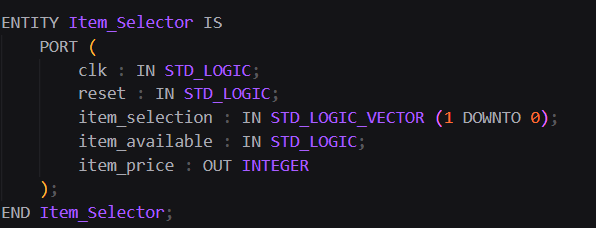 ENTITY Item_Selector IS
PORT (
clk : IN STD_LOGIC;
reset : IN STD_LOGIC;
item_selection : IN STD_LOGIC_VECTOR (1 DOWNTO 0);
item_available : IN STD_LOGIC;
item_price : OUT INTEGER
);
END Item_Selector;